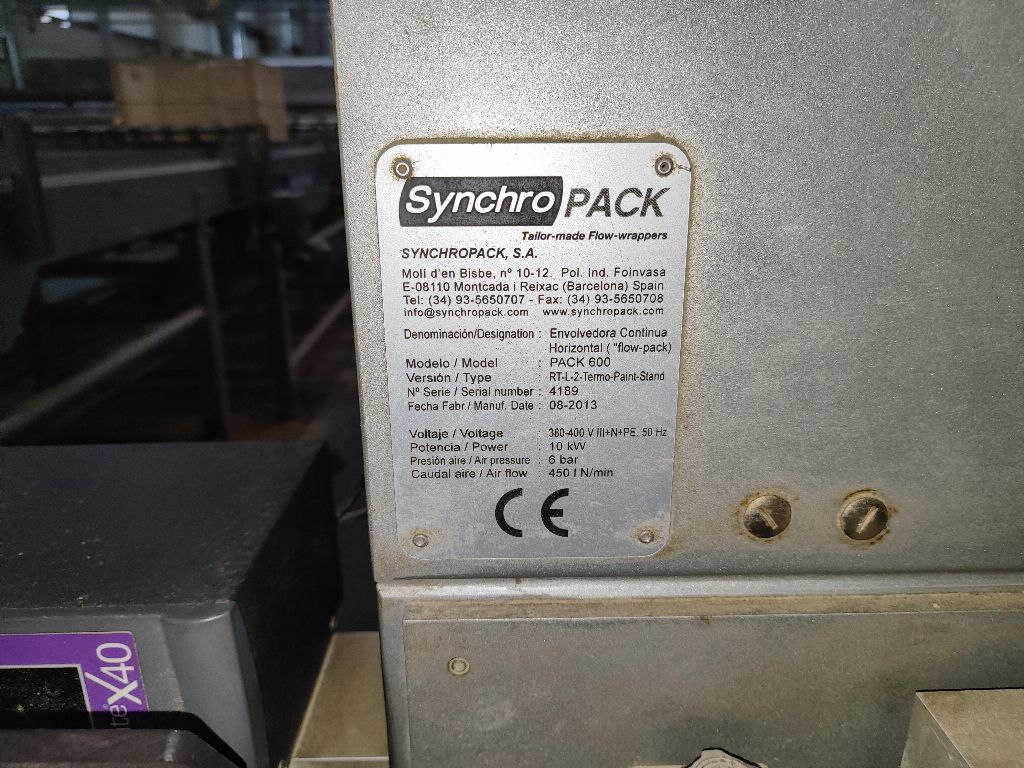 Synchro PACK
Tailor-made Flow-wrappers
SYNCHROPACK, S.A.
Molí d'en Bisbe, nº 10-12. Pol. Ind. Foinvasa
E-08110 Montcada i Reixac (Barcelona) Spain
Tel: (34) 93-5650707 - Fax: (34) 93-5650708
info@synchropack.com www.synchropack.com
Denominación/Designation : Envolvedora Continua
Horizontal ( "flow-pack)
Modelo / Model : PACK 600
Versión / Type : RT-L-2-Termo-Paint-Stand
Nº Serie / Serial number : 4189
Fecha Fabr./ Manuf. Date : 08-2013
Voltaje / Voltage : 380-400 V III+N+PE, 50 Hz
Potencia / Power : 10 kW
Presión aire / Air pressure : 6 bar
Caudal aire / Air flow : 450 l N/min
CE
X40